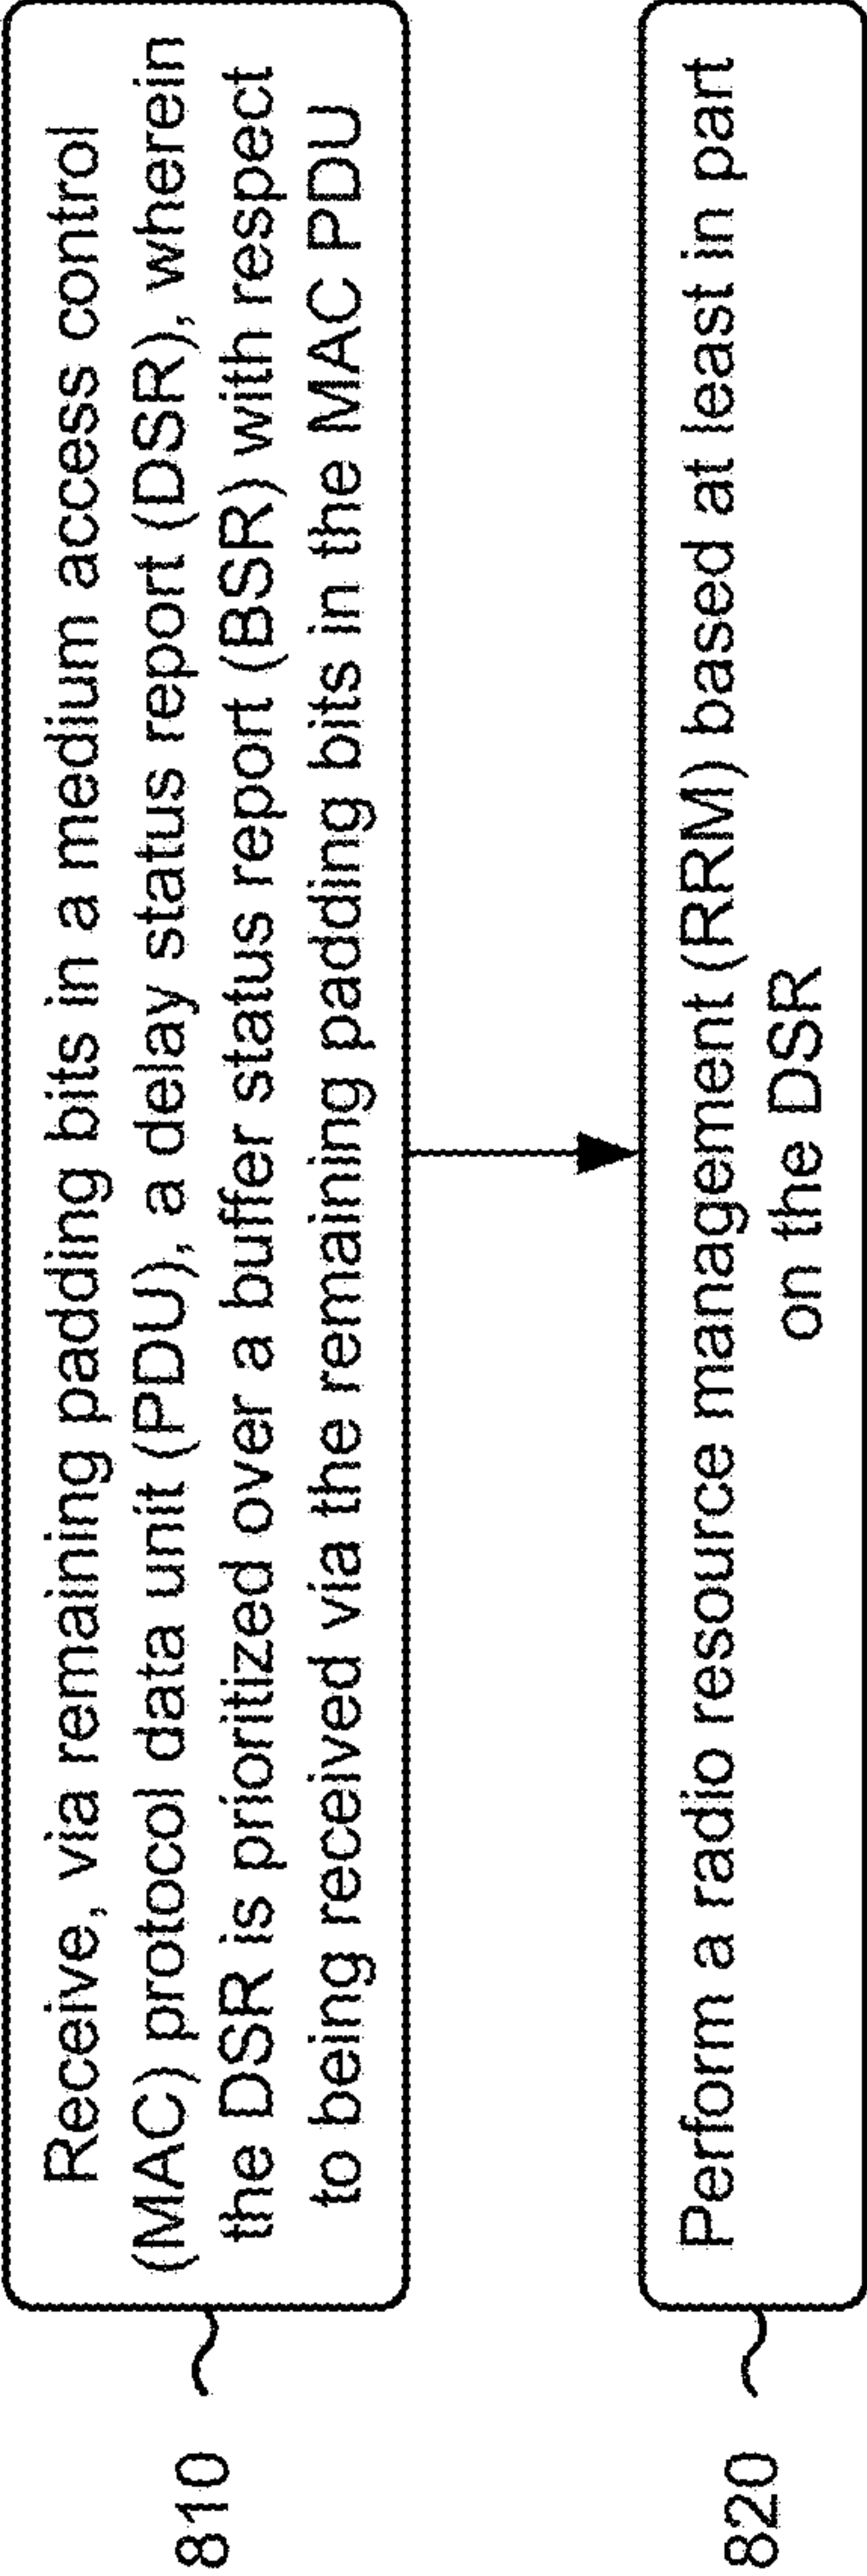 810
Receive, via remaining padding bits in a medium access control
(MAC) protocol data unit (PDU), a delay status report (DSR), wherein
the DSR is prioritized over a buffer status report (BSR) with respect
to being received via the remaining padding bits in the MAC PDU
820
Perform a radio resource management (RRM) based at least in part
on the DSR